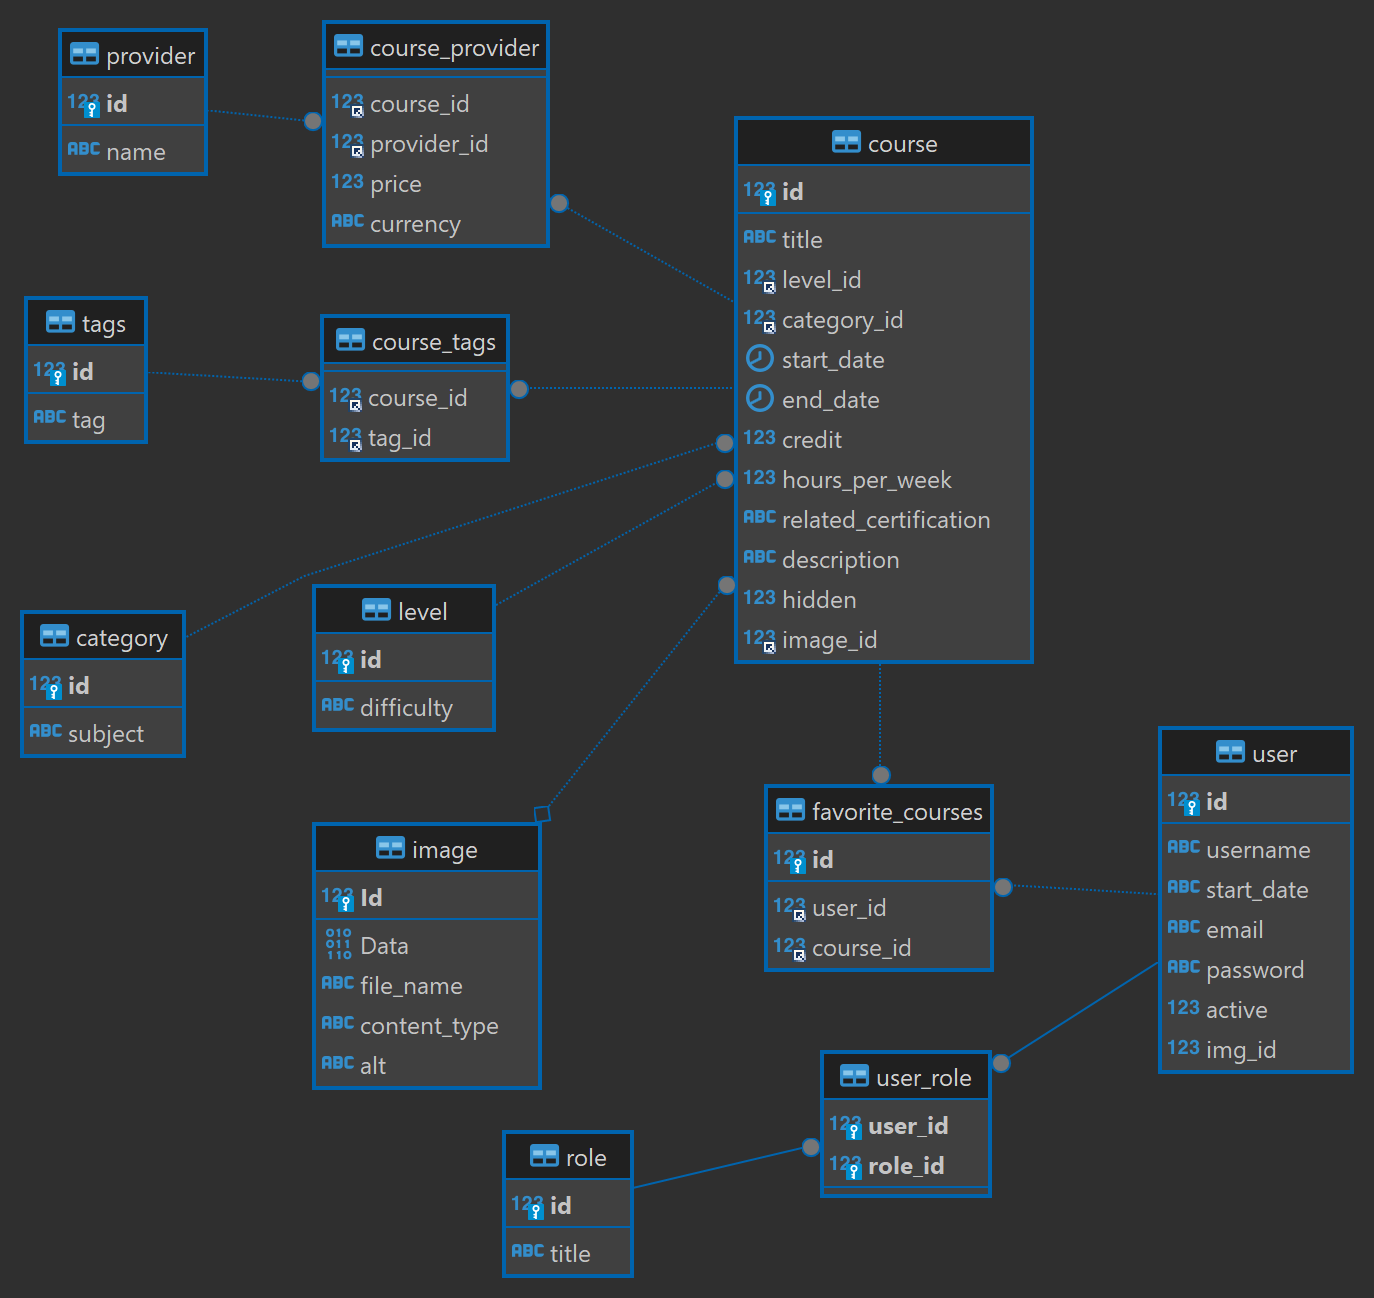 provider
123 id
ABC name
course_provider
123 course_id
123 provider_id
123 price
ABC currency
course
123 id
ABC title
123 level_id
123 category_id
start_date
end_date
123 credit
123 hours_per_week
ABC related_certification
ABC description
123 hidden
123 image_id
tags
123 id
ABC tag
course_tags
123 course_id
123 tag_id
category
123 id
ABC subject
level
123 id
ABC difficulty
image
123 Id
010
011
110 Data
ABC file_name
ABC content_type
ABC alt
favorite_courses
123 id
123 user_id
123 course_id
user
123 id
ABC username
ABC start_date
ABC email
ABC password
123 active
123 img_id
user_role
123 user_id
123 role_id
role
123 id
ABC title